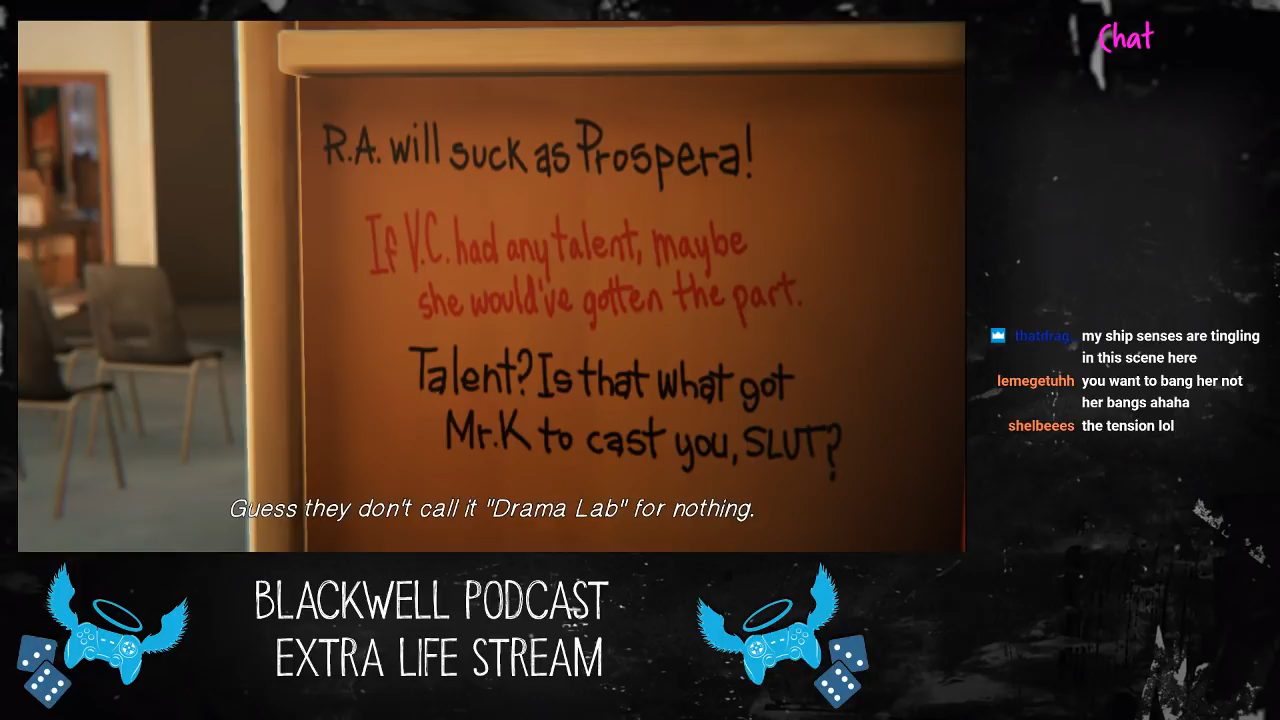 Chat
R.A. will suck as Prospera!
If V.C. had any talent, maybe
she would've gotten the part.
Talent? Is that what got
Mr.K to cast you, SLUT?
Guess they don't call it "Drama Lab" for nothing.
thatdrag_ my ship senses are tingling
in this scene here
lemegetuhh you want to bang her not
her bangs ahaha
shelbeees the tension lol
BLACKWELL PODCAST
EXTRA LIFE STREAM